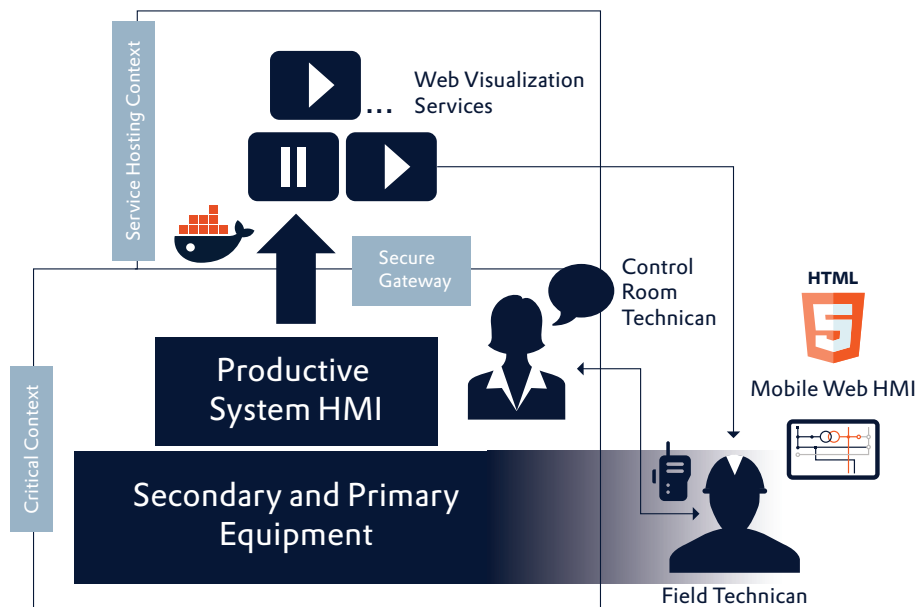 Service Hosting Context
...
Web Visualization
Services
Secure
Gateway
Control
Room
Technican
HTML
5
Mobile Web HMI
Critical Context
Productive
System HMI
Secondary and Primary
Equipment
Field Technican